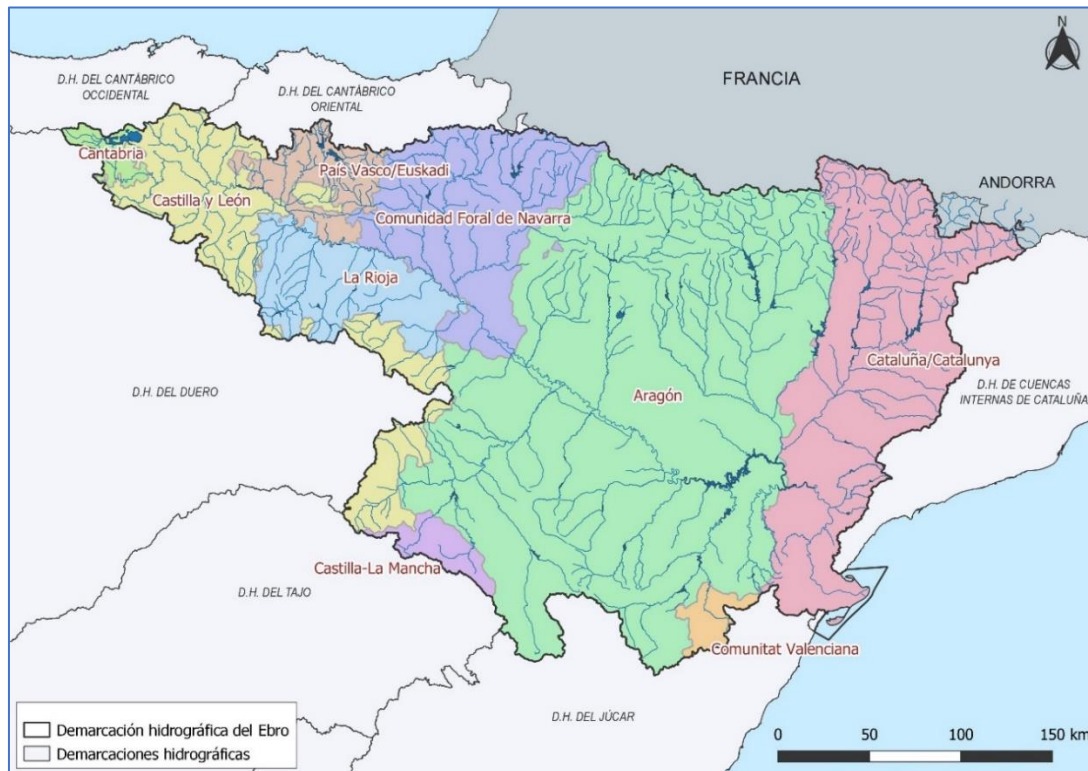 FRANCIA
D.H. DEL CANTÁBRICO
OCCIDENTAL
D.H. DEL CANTÁBRICO
ORIENTAL
Cantabria
País Vasco/Euskadi
ANDORRA
Castilla y León
Comunidad Foral de Navarra
La Rioja
Cataluña/Catalunya
D.H. DEL DUERO
D.H. DE CUENCAS
INTERNAS DE CATALUÑA
Aragón
Castilla-La Mancha
D.H. DEL TAJO
Comunitat Valenciana
D.H. DEL JÚCAR
Demarcación hidrográfica del Ebro
Demarcaciones hidrográficas
0 50 100 150 km